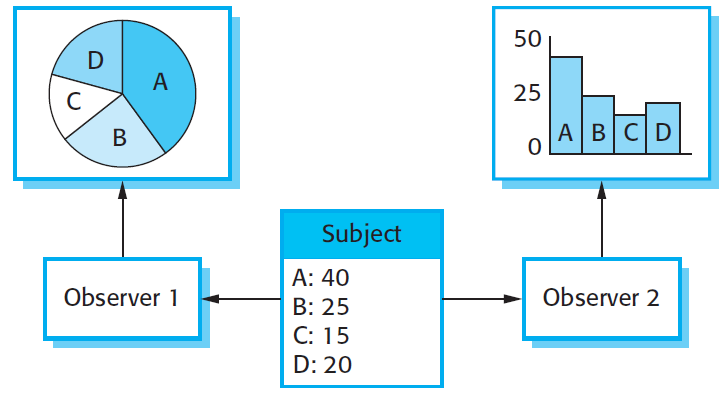 D
A
C
B
50
25
0
A B C D
Subject
A: 40
B: 25
C: 15
D: 20
Observer 1
Observer 2